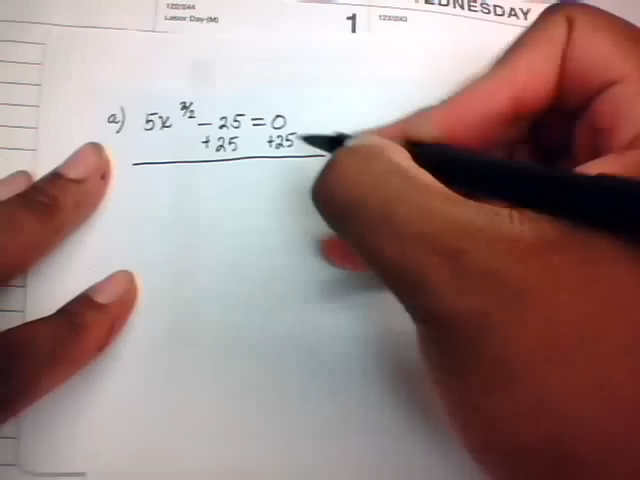 WEDNESDAY
Labor Day-(M)
1
a) 5x^3/2 - 25 = 0
+25 +25